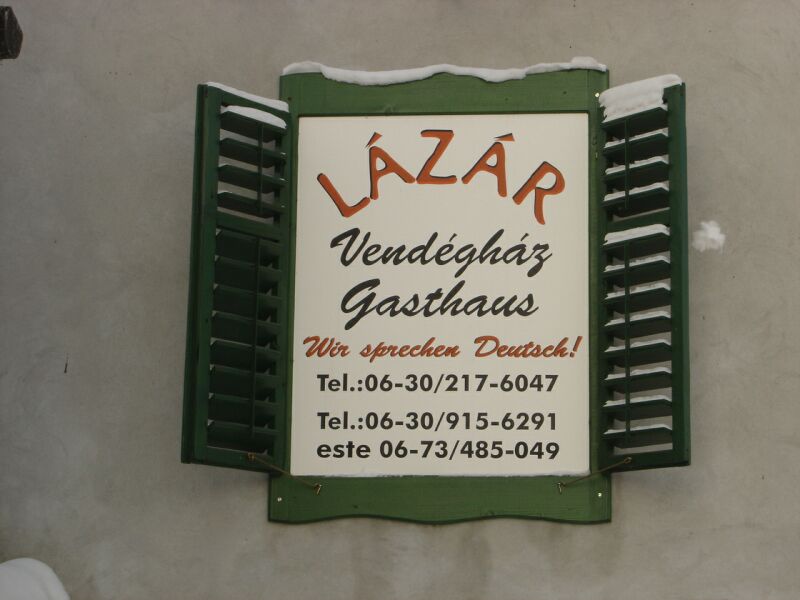 LÁZÁR
Vendégház
Gasthaus
Wir sprechen Deutsch!
Tel.:06-30/217-6047
Tel.:06-30/915-6291
este 06-73/485-049